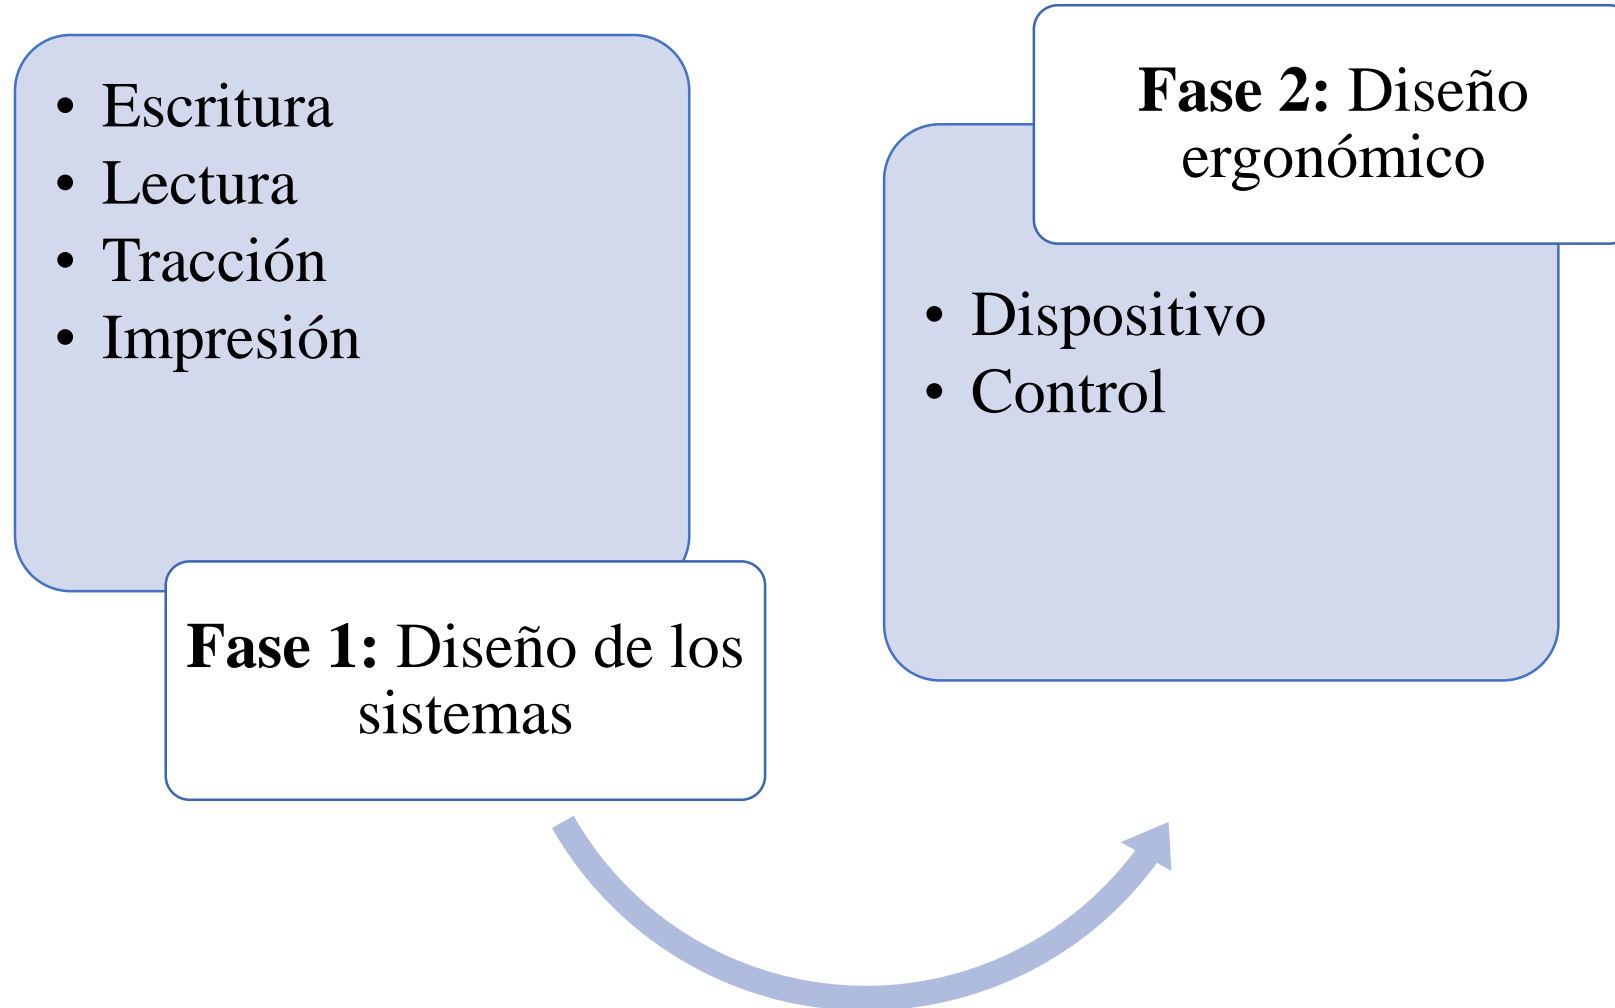 • Escritura
• Lectura
• Tracción
• Impresión
Fase 1: Diseño de los
sistemas
Fase 2: Diseño
ergonómico
• Dispositivo
• Control